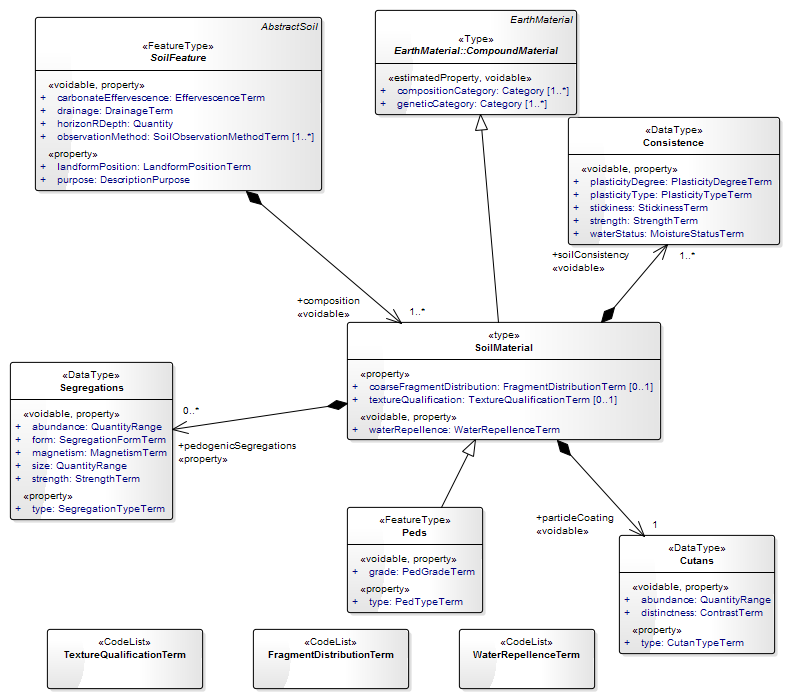 AbstractSoil
«FeatureType»
SoilFeature
«voidable, property»
+ carbonateEffervescence: EffervescenceTerm
+ drainage: DrainageTerm
+ horizonRDepth: Quantity
+ observationMethod: SoilObservationMethodTerm [1..*]
«property»
+ landformPosition: LandformPositionTerm
+ purpose: DescriptionPurpose
EarthMaterial
«Type»
EarthMaterial::CompoundMaterial
«estimatedProperty, voidable»
+ compositionCategory: Category [1..*]
+ geneticCategory: Category [1..*]
«DataType»
Consistence
«voidable, property»
+ plasticityDegree: PlasticityDegreeTerm
+ plasticityType: PlasticityTypeTerm
+ stickiness: StickinessTerm
+ strength: StrengthTerm
+ waterStatus: MoistureStatusTerm
+soilConsistency
«voidable»
1..*
+composition
«voidable»
1..*
«type»
SoilMaterial
«property»
+ coarseFragmentDistribution: FragmentDistributionTerm [0..1]
+ textureQualification: TextureQualificationTerm [0..1]
«voidable, property»
+ waterRepellence: WaterRepellenceTerm
«DataType»
Segregations
«voidable, property»
+ abundance: QuantityRange
+ form: SegregationFormTerm
+ magnetism: MagnetismTerm
+ size: QuantityRange
+ strength: StrengthTerm
«property»
+ type: SegregationTypeTerm
0..*
+pedogenicSegregations
«property»
«FeatureType»
Peds
«voidable, property»
+ grade: PedGradeTerm
«property»
+ type: PedTypeTerm
+particleCoating
«voidable»
1
«DataType»
Cutans
«voidable, property»
+ abundance: QuantityRange
+ distinctness: ContrastTerm
«property»
+ type: CutanTypeTerm
«CodeList»
TextureQualificationTerm
«CodeList»
FragmentDistributionTerm
«CodeList»
WaterRepellenceTerm